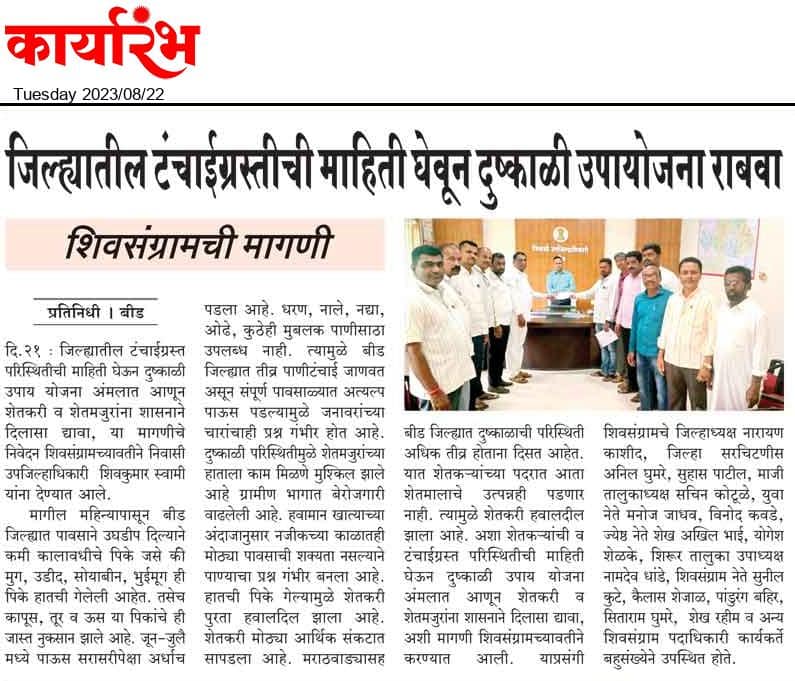 कार्यारंभ
Tuesday 2023/08/22
जिल्ह्यातील टंचाईग्रस्तीची माहिती घेवून दुष्काळी उपायोजना राबवा
शिवसंग्रामची मागणी
प्रतिनिधी । बीड
दि.२१ : जिल्ह्यातील टंचाईग्रस्त
परिस्थितीची माहिती घेऊन दुष्काळी
उपाय योजना अंमलात आणून
शेतकरी व शेतमजुरांना शासनाने
दिलासा द्यावा, या मागणीचे
निवेदन शिवसंग्रामच्यावतीने निवासी
उपजिल्हाधिकारी शिवकुमार स्वामी
यांना देण्यात आले.
मागील महिन्यापासून बीड
जिल्ह्यात पावसाने उघडीप दिल्याने
कमी कालावधीचे पिके जसे की
मुग, उडीद, सोयाबीन, भुईमूग ही
पिके हातची गेलेली आहेत. तसेच
कापूस, तूर व ऊस या पिकांचे ही
जास्त नुकसान झाले आहे. जून-जुलै
मध्ये पाऊस सरासरीपेक्षा अर्धाच
पडला आहे. धरण, नाले, नद्या,
ओढे, कुठेही मुबलक पाणीसाठा
उपलब्ध नाही. त्यामुळे बीड
जिल्ह्यात तीव्र पाणीटंचाई जाणवत
असून संपूर्ण पावसाळ्यात अत्यल्प
पाऊस पडल्यामुळे जनावरांच्या
चारांचाही प्रश्न गंभीर होत आहे.
दुष्काळी परिस्थितीमुळे शेतमजुरांच्या
हाताला काम मिळणे मुश्किल झाले
आहे ग्रामीण भागात बेरोजगारी
वाढलेली आहे. हवामान खात्याच्या
अंदाजानुसार नजीकच्या काळातही
मोठ्या पावसाची शक्यता नसल्याने
पाण्याचा प्रश्न गंभीर बनला आहे.
हातची पिके गेल्यामुळे शेतकरी
पुरता हवालदिल झाला आहे.
शेतकरी मोठ्या आर्थिक संकटात
सापडला आहे. मराठवाड्यासह
जिल्हाधिकारी
बीड जिल्ह्यात दुष्काळाची परिस्थिती
अधिक तीव्र होताना दिसत आहेत.
यात शेतकऱ्यांच्या पदरात आता
शेतमालाचे उत्पन्नही पडणार
नाही. त्यामुळे शेतकरी हवालदील
झाला आहे. अशा शेतकऱ्यांची व
टंचाईग्रस्त परिस्थितीची माहिती
घेऊन दुष्काळी उपाय योजना
अंमलात आणून शेतकरी व
शेतमजुरांना शासनाने दिलासा द्यावा,
अशी मागणी शिवसंग्रामच्यावतीने
करण्यात आली. याप्रसंगी
शिवसंग्रामचे जिल्हाध्यक्ष नारायण
काशीद, जिल्हा सरचिटणीस
अनिल घुमरे, सुहास पाटील, माजी
तालुकाध्यक्ष सचिन कोटूळे, युवा
नेते मनोज जाधव, विनोद कवडे,
ज्येष्ठ नेते शेख अखिल भाई, योगेश
शेळके, शिरूर तालुका उपाध्यक्ष
नामदेव धांडे, शिवसंग्राम नेते सुनील
कुटे, कैलास शेजाळ, पांडुरंग बहिर,
सिताराम घुमरे, शेख रहीम व अन्य
शिवसंग्राम पदाधिकारी कार्यकर्ते
बहुसंख्येने उपस्थित होते.